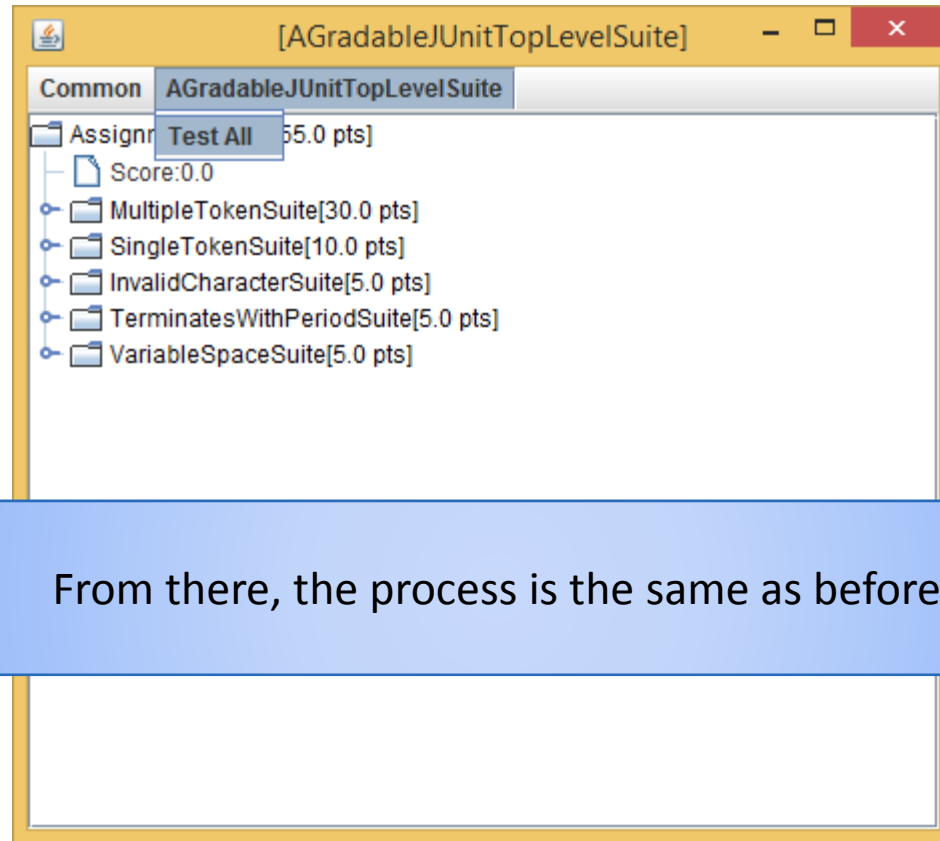 [AGradableJUnitTopLevelSuite]
Common AGradableJUnitTopLevelSuite
Test All
55.0 pts]
Score:0.0
MultipleTokenSuite[30.0 pts]
SingleTokenSuite[10.0 pts]
InvalidCharacterSuite[5.0 pts]
TerminatesWithPeriodSuite[5.0 pts]
VariableSpaceSuite[5.0 pts]
From there, the process is the same as before